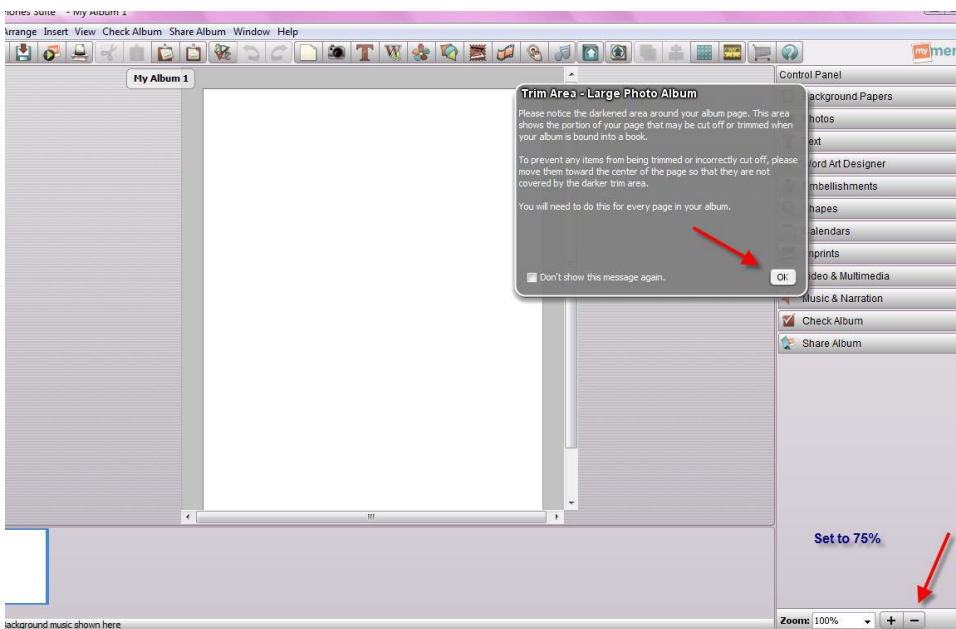 Suite - My Album 1
Arrange Insert View Check Album Share Album Window Help
my
My Album 1
Control Panel
Trim Area - Large Photo Album
Please notice the darkened area around your album page. This area
shows the portion of your page that may be cut off or trimmed when
your album is bound into a book.
To prevent any items from being trimmed or incorrectly cut off, please
move them toward the center of the page so that they are not
covered by the darker trim area.
You will need to do this for every page in your album.
Don't show this message again.
OK
ackground Papers
hotos
ext
ord Art Designer
mbellishments
hapes
alendars
mprints
ideo & Multimedia
Music & Narration
Check Album
Share Album
Set to 75%
Zoom: 100%
ackground music shown here